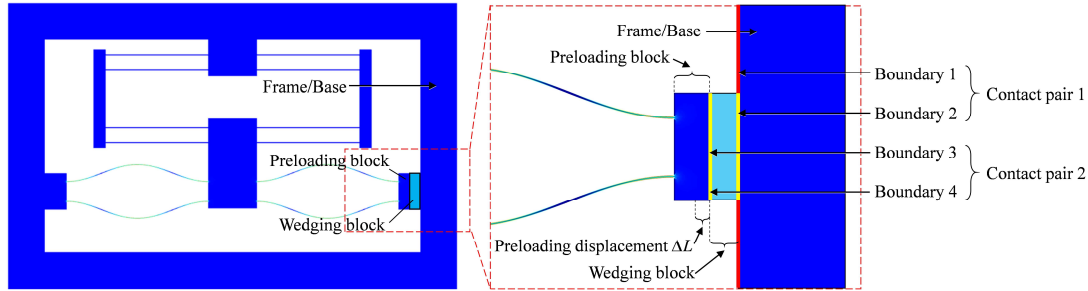 Frame/Base
Preloading block
Wedging block
Frame/Base
Preloading block
Boundary 1
Boundary 2
Contact pair 1
Boundary 3
Boundary 4
Contact pair 2
Preloading displacement ΔL
Wedging block